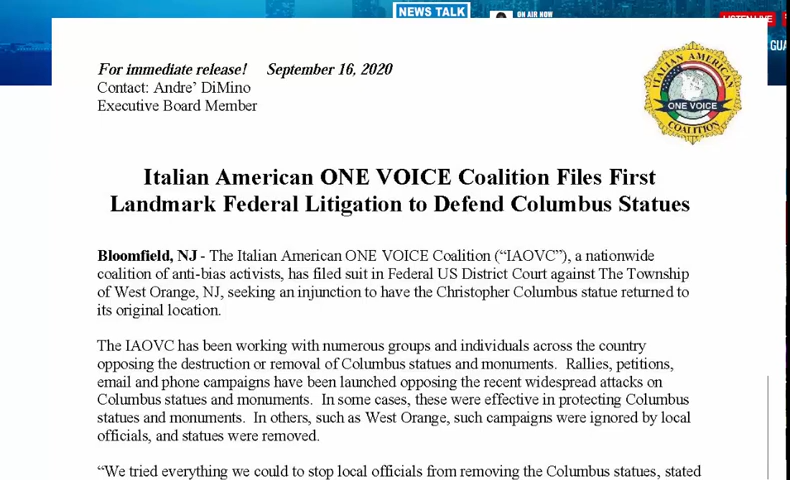 NEWS TALK
ON AIR NOW
LISTEN LIVE
GUA
For immediate release! September 16, 2020
Contact: Andre’ DiMino
Executive Board Member
ITALIAN AMERICAN
ONE VOICE
COALITION
Italian American ONE VOICE Coalition Files First
Landmark Federal Litigation to Defend Columbus Statues
Bloomfield, NJ - The Italian American ONE VOICE Coalition (“IAOVC”), a nationwide
coalition of anti-bias activists, has filed suit in Federal US District Court against The Township
of West Orange, NJ, seeking an injunction to have the Christopher Columbus statue returned to
its original location.
The IAOVC has been working with numerous groups and individuals across the country
opposing the destruction or removal of Columbus statues and monuments. Rallies, petitions,
email and phone campaigns have been launched opposing the recent widespread attacks on
Columbus statues and monuments. In some cases, these were effective in protecting Columbus
statues and monuments. In others, such as West Orange, such campaigns were ignored by local
officials, and statues were removed.
“We tried everything we could to stop local officials from removing the Columbus statues, stated